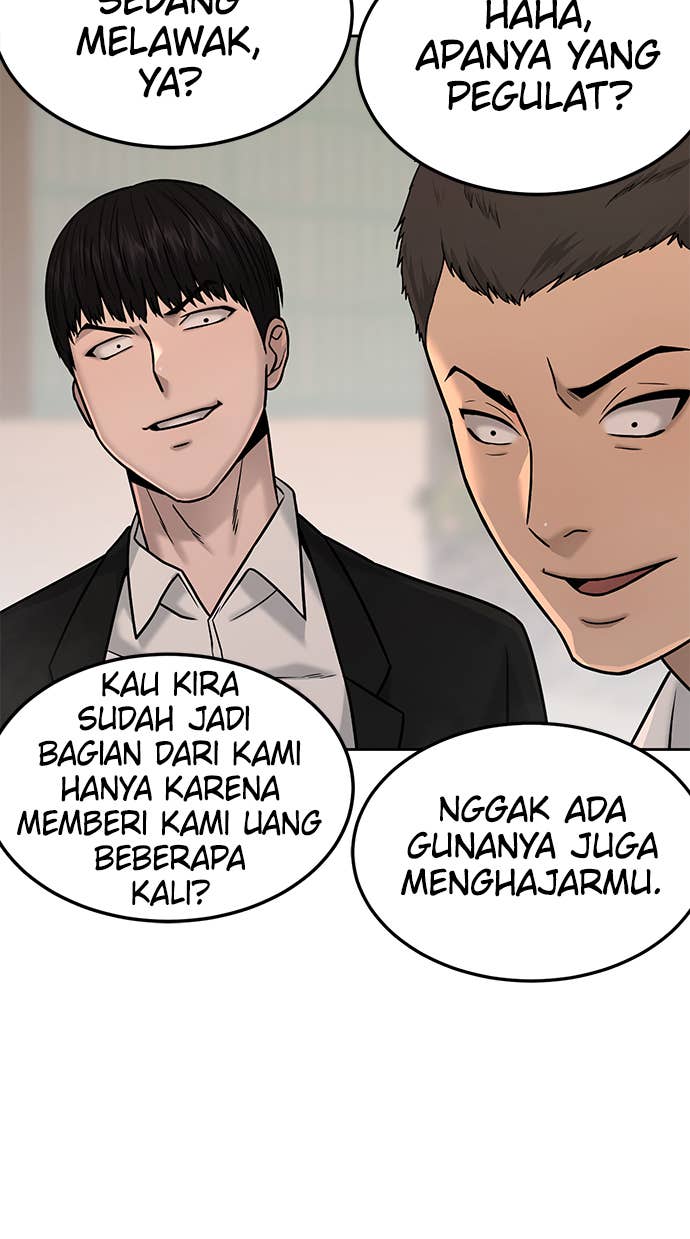 SEDANG
MELAWAK,
YA?
HAHA,
APANYA YANG
PEGULAT?
KAU KIRA
SUDAH JADI
BAGIAN DARI KAMI
HANYA KARENA
MEMBERI KAMI UANG
BEBERAPA
KALI?
NGGAK ADA
GUNANYA JUGA
MENGHAJARMU.